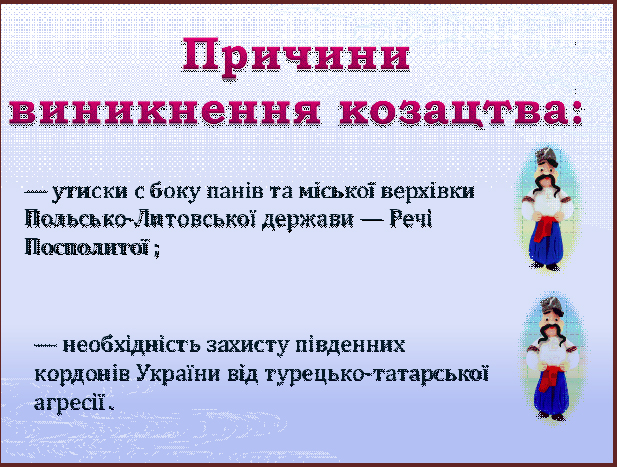 Причини
виникнення козацтва:
— утиски с боку панів та міської верхівки
Польсько-Литовської держави — Речі
Посполитої ;
— необхідність захисту південних
кордонів України від турецько-татарської
агресії .